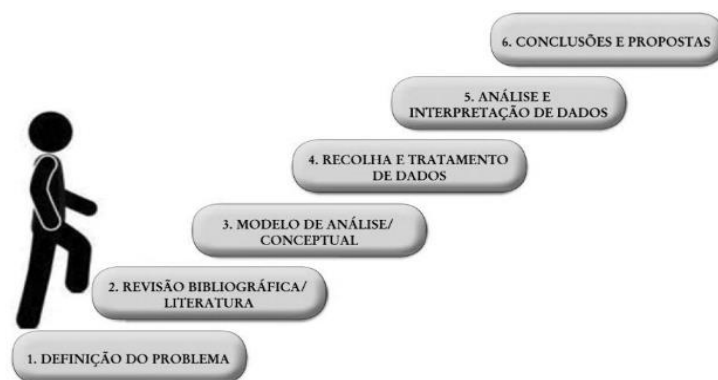 6. CONCLUSÕES E PROPOSTAS
5. ANÁLISE E
INTERPRETAÇÃO DE DADOS
4. RECOLHA E TRATAMENTO
DE DADOS
3. MODELO DE ANÁLISE/
CONCEPTUAL
2. REVISÃO BIBLIOGRÁFICA/
LITERATURA
1. DEFINIÇÃO DO PROBLEMA